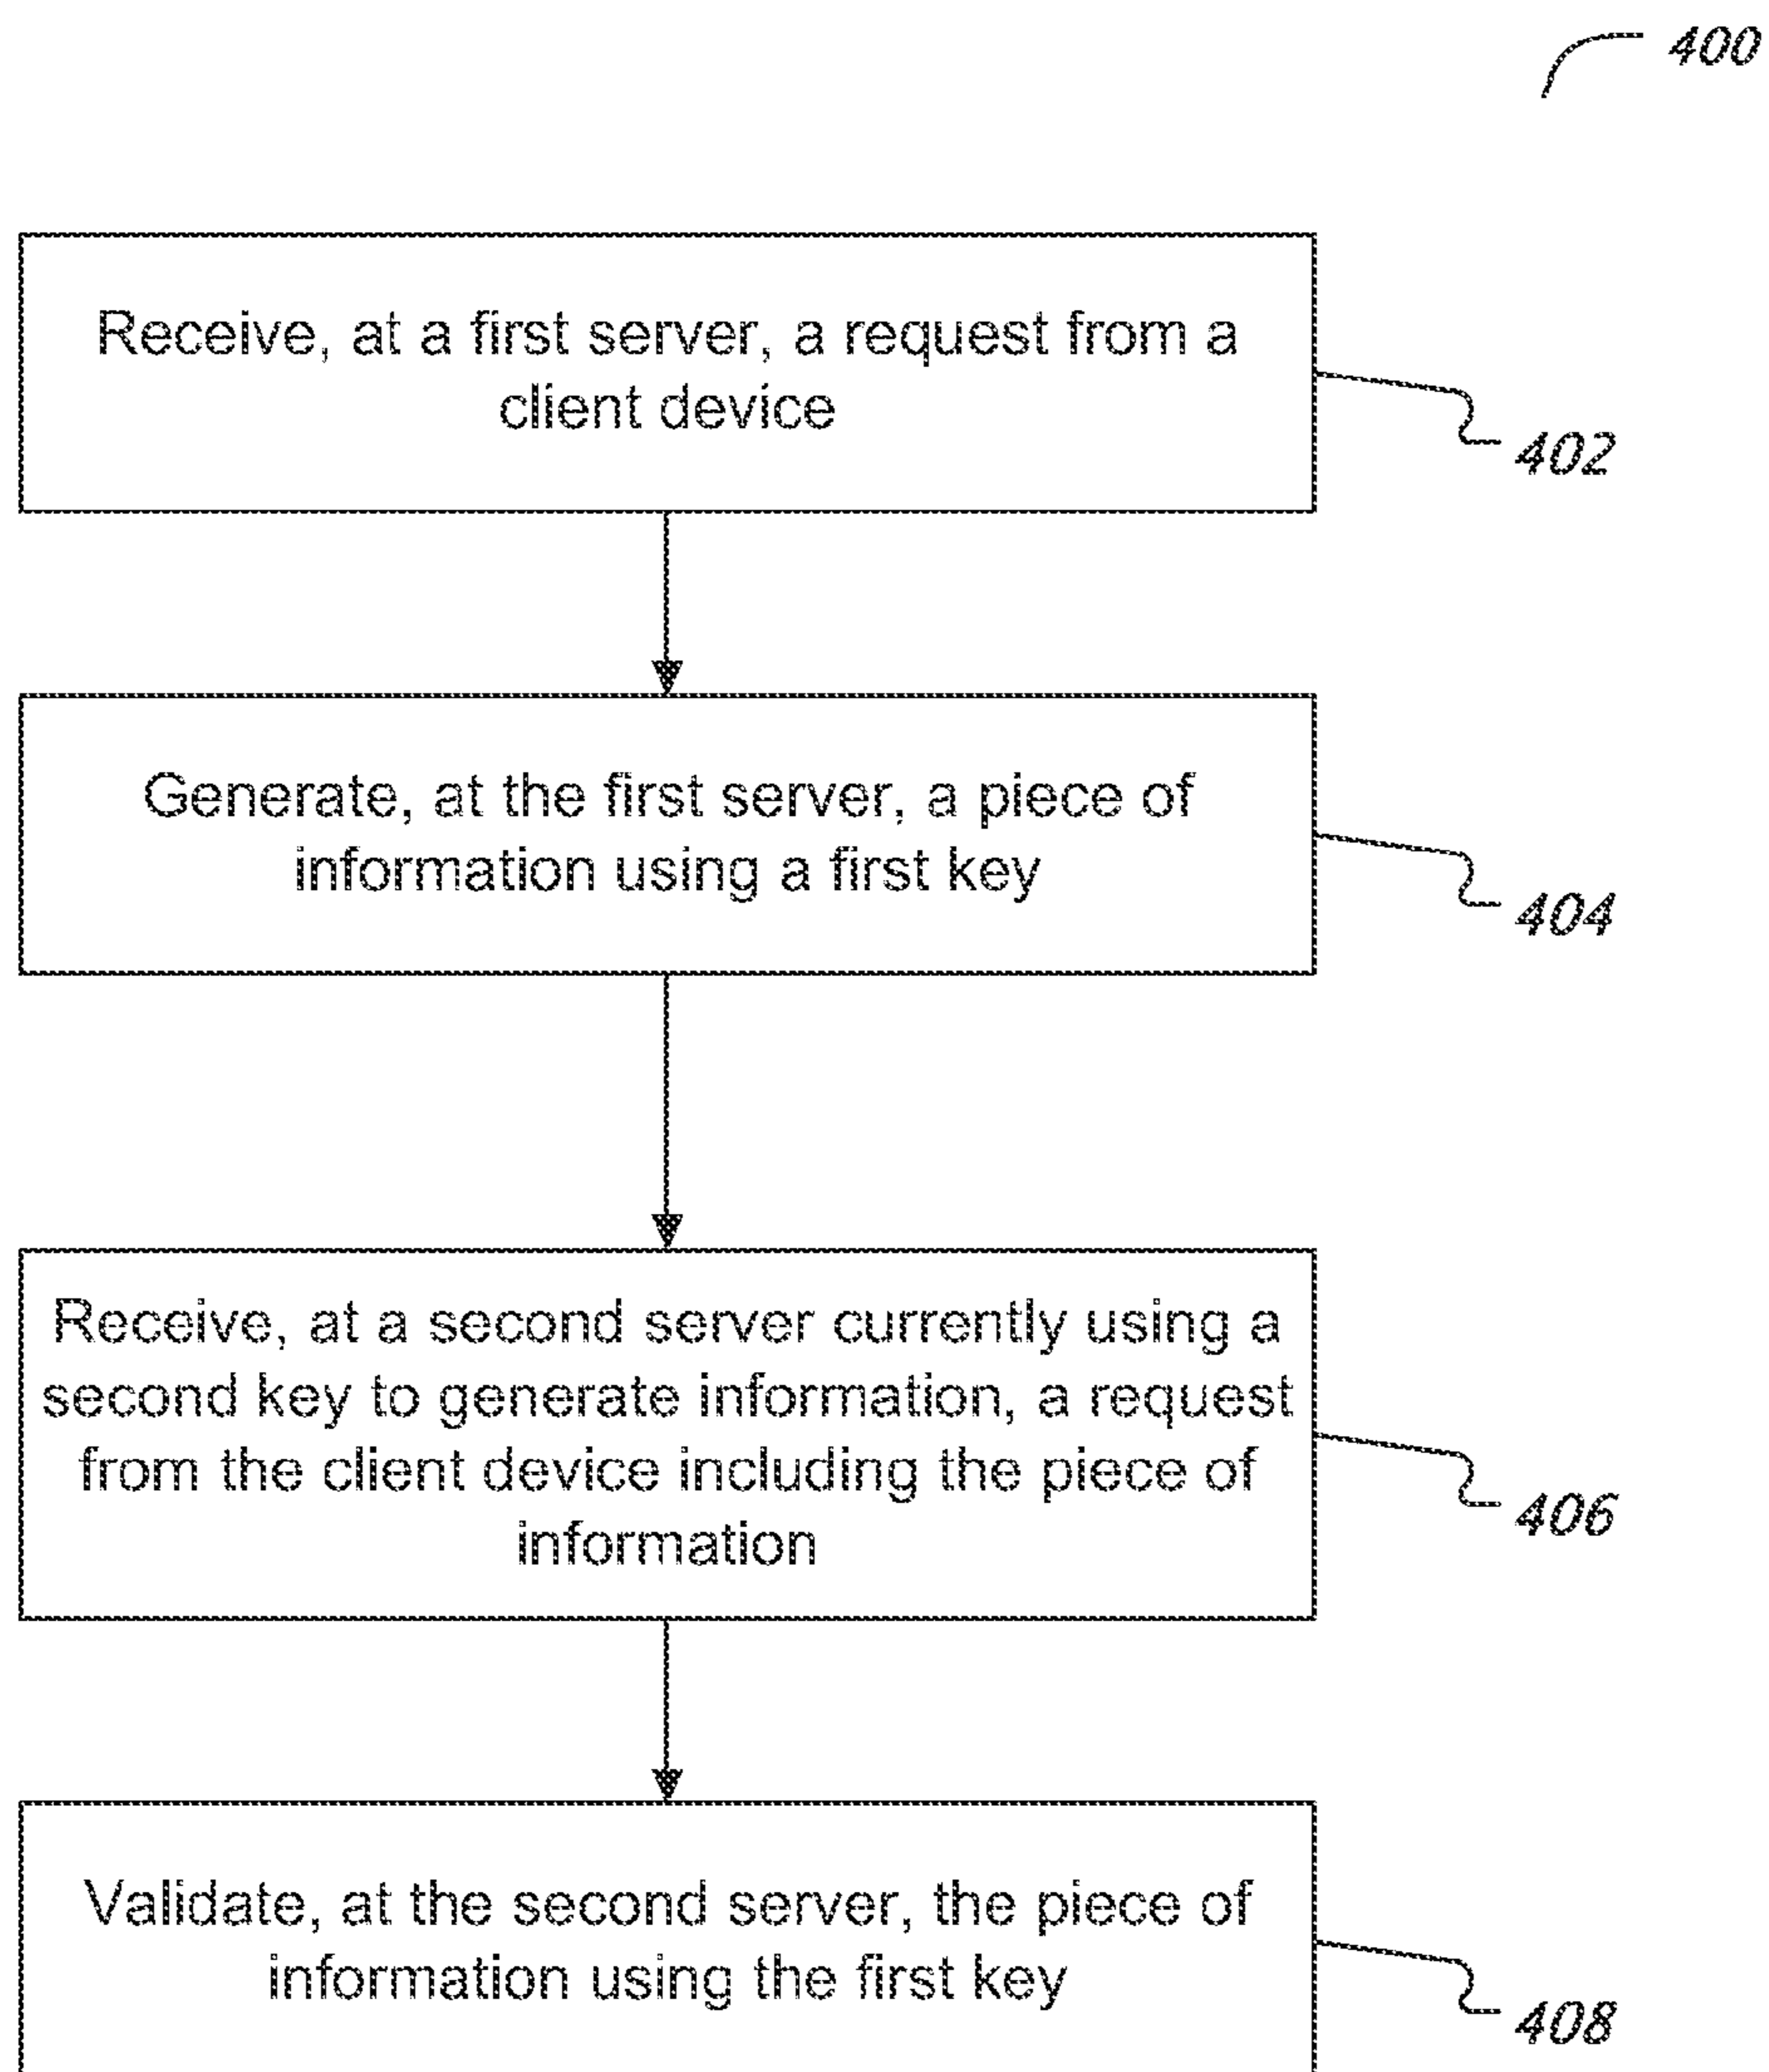 400
Receive, at a first server, a request from a
client device
402
Generate, at the first server, a piece of
information using a first key
404
Receive, at a second server currently using a
second key to generate information, a request
from the client device including the piece of
information
406
Validate, at the second server, the piece of
information using the first key
408